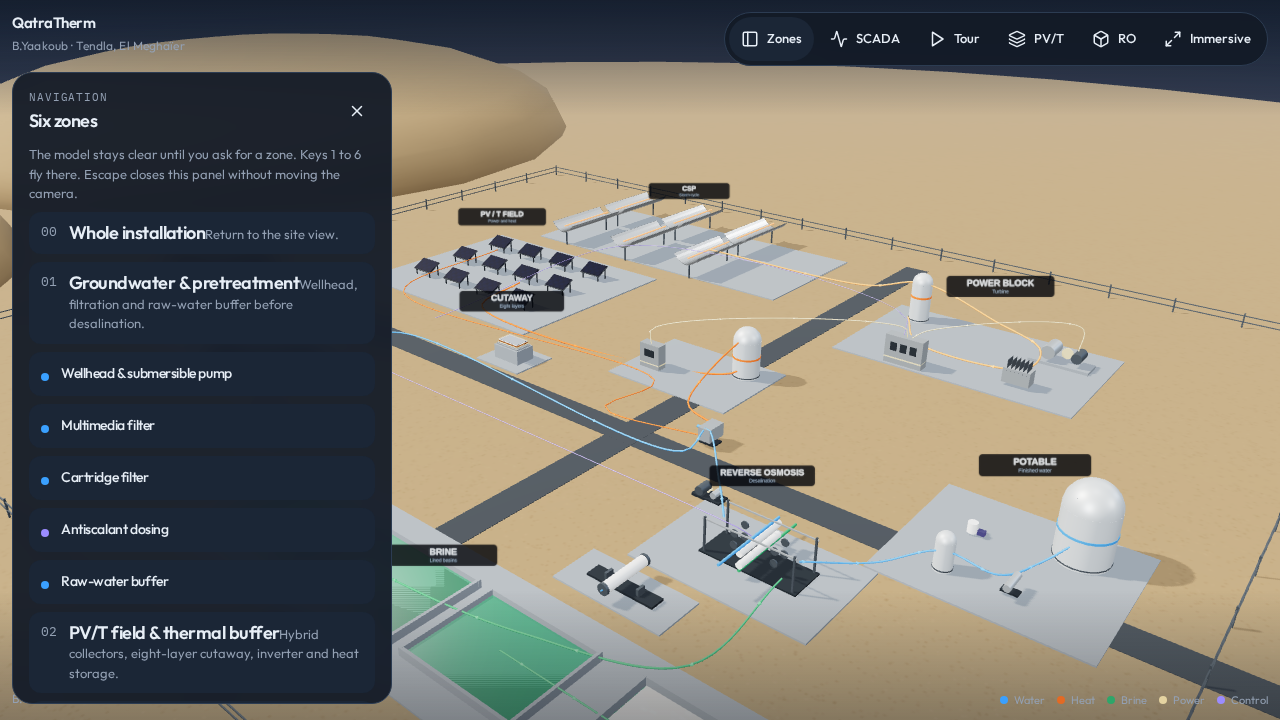 QatraTherm
B.Yaakoub · Tendla, El Meghaïer
Zones
SCADA
Tour
PV/T
RO
Immersive
NAVIGATION
Six zones
The model stays clear until you ask for a zone. Keys 1 to 6
fly there. Escape closes this panel without moving the
camera.
00 Whole installation Return to the site view.
01 Groundwater & pretreatment Wellhead,
filtration and raw-water buffer before
desalination.
Wellhead & submersible pump
Multimedia filter
Cartridge filter
Antiscalant dosing
Raw-water buffer
02 PV/T field & thermal buffer Hybrid
collectors, eight-layer cutaway, inverter and heat
storage.
CSP
PV / T FIELD
Power and heat
CUTAWAY
Eight layers
POWER BLOCK
Turbine
REVERSE OSMOSIS
Desalination
POTABLE
Finished water
BRINE
Lined basins
Water
Heat
Brine
Power
Control